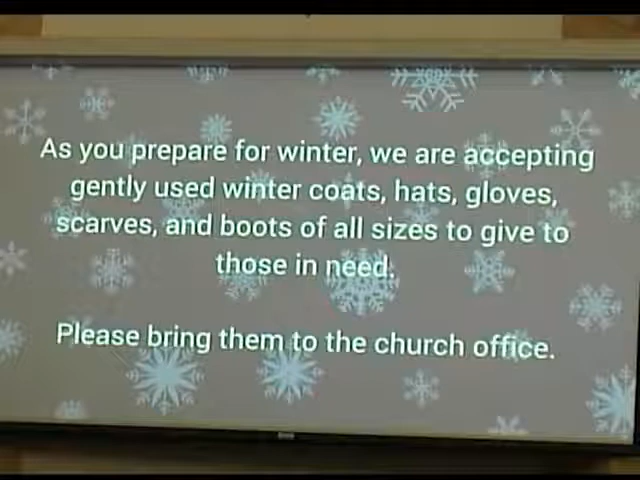 As you prepare for winter, we are accepting
gently used winter coats, hats, gloves,
scarves, and boots of all sizes to give to
those in need.
Please bring them to the church office.